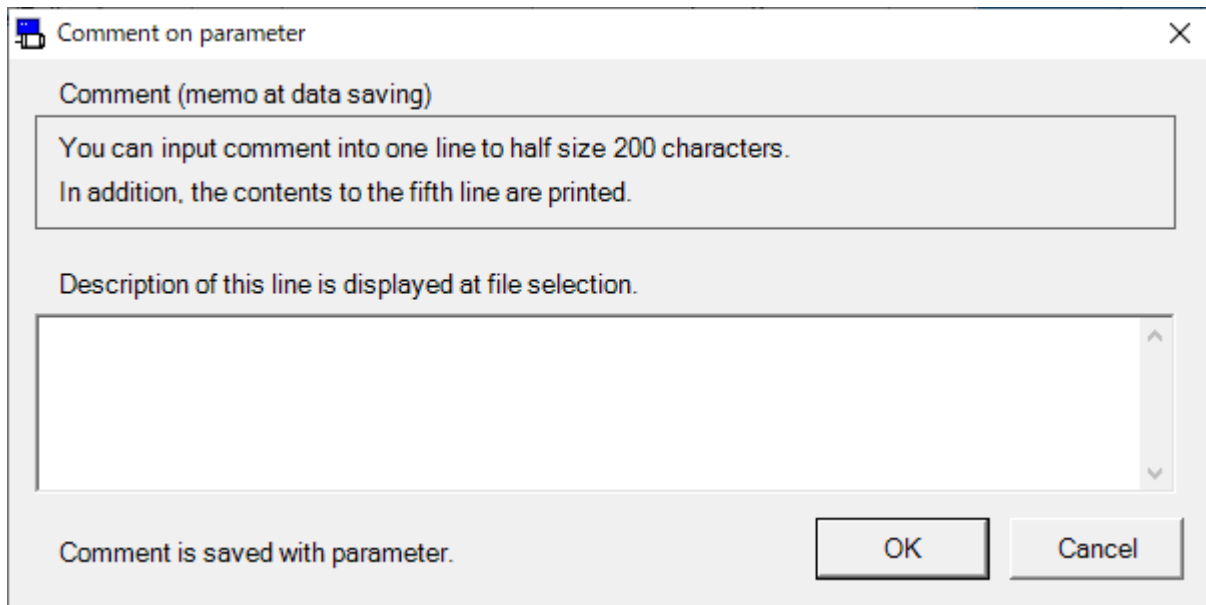 Comment on parameter
Comment (memo at data saving)
You can input comment into one line to half size 200 characters.
In addition, the contents to the fifth line are printed.
Description of this line is displayed at file selection.
Comment is saved with parameter.
OK
Cancel